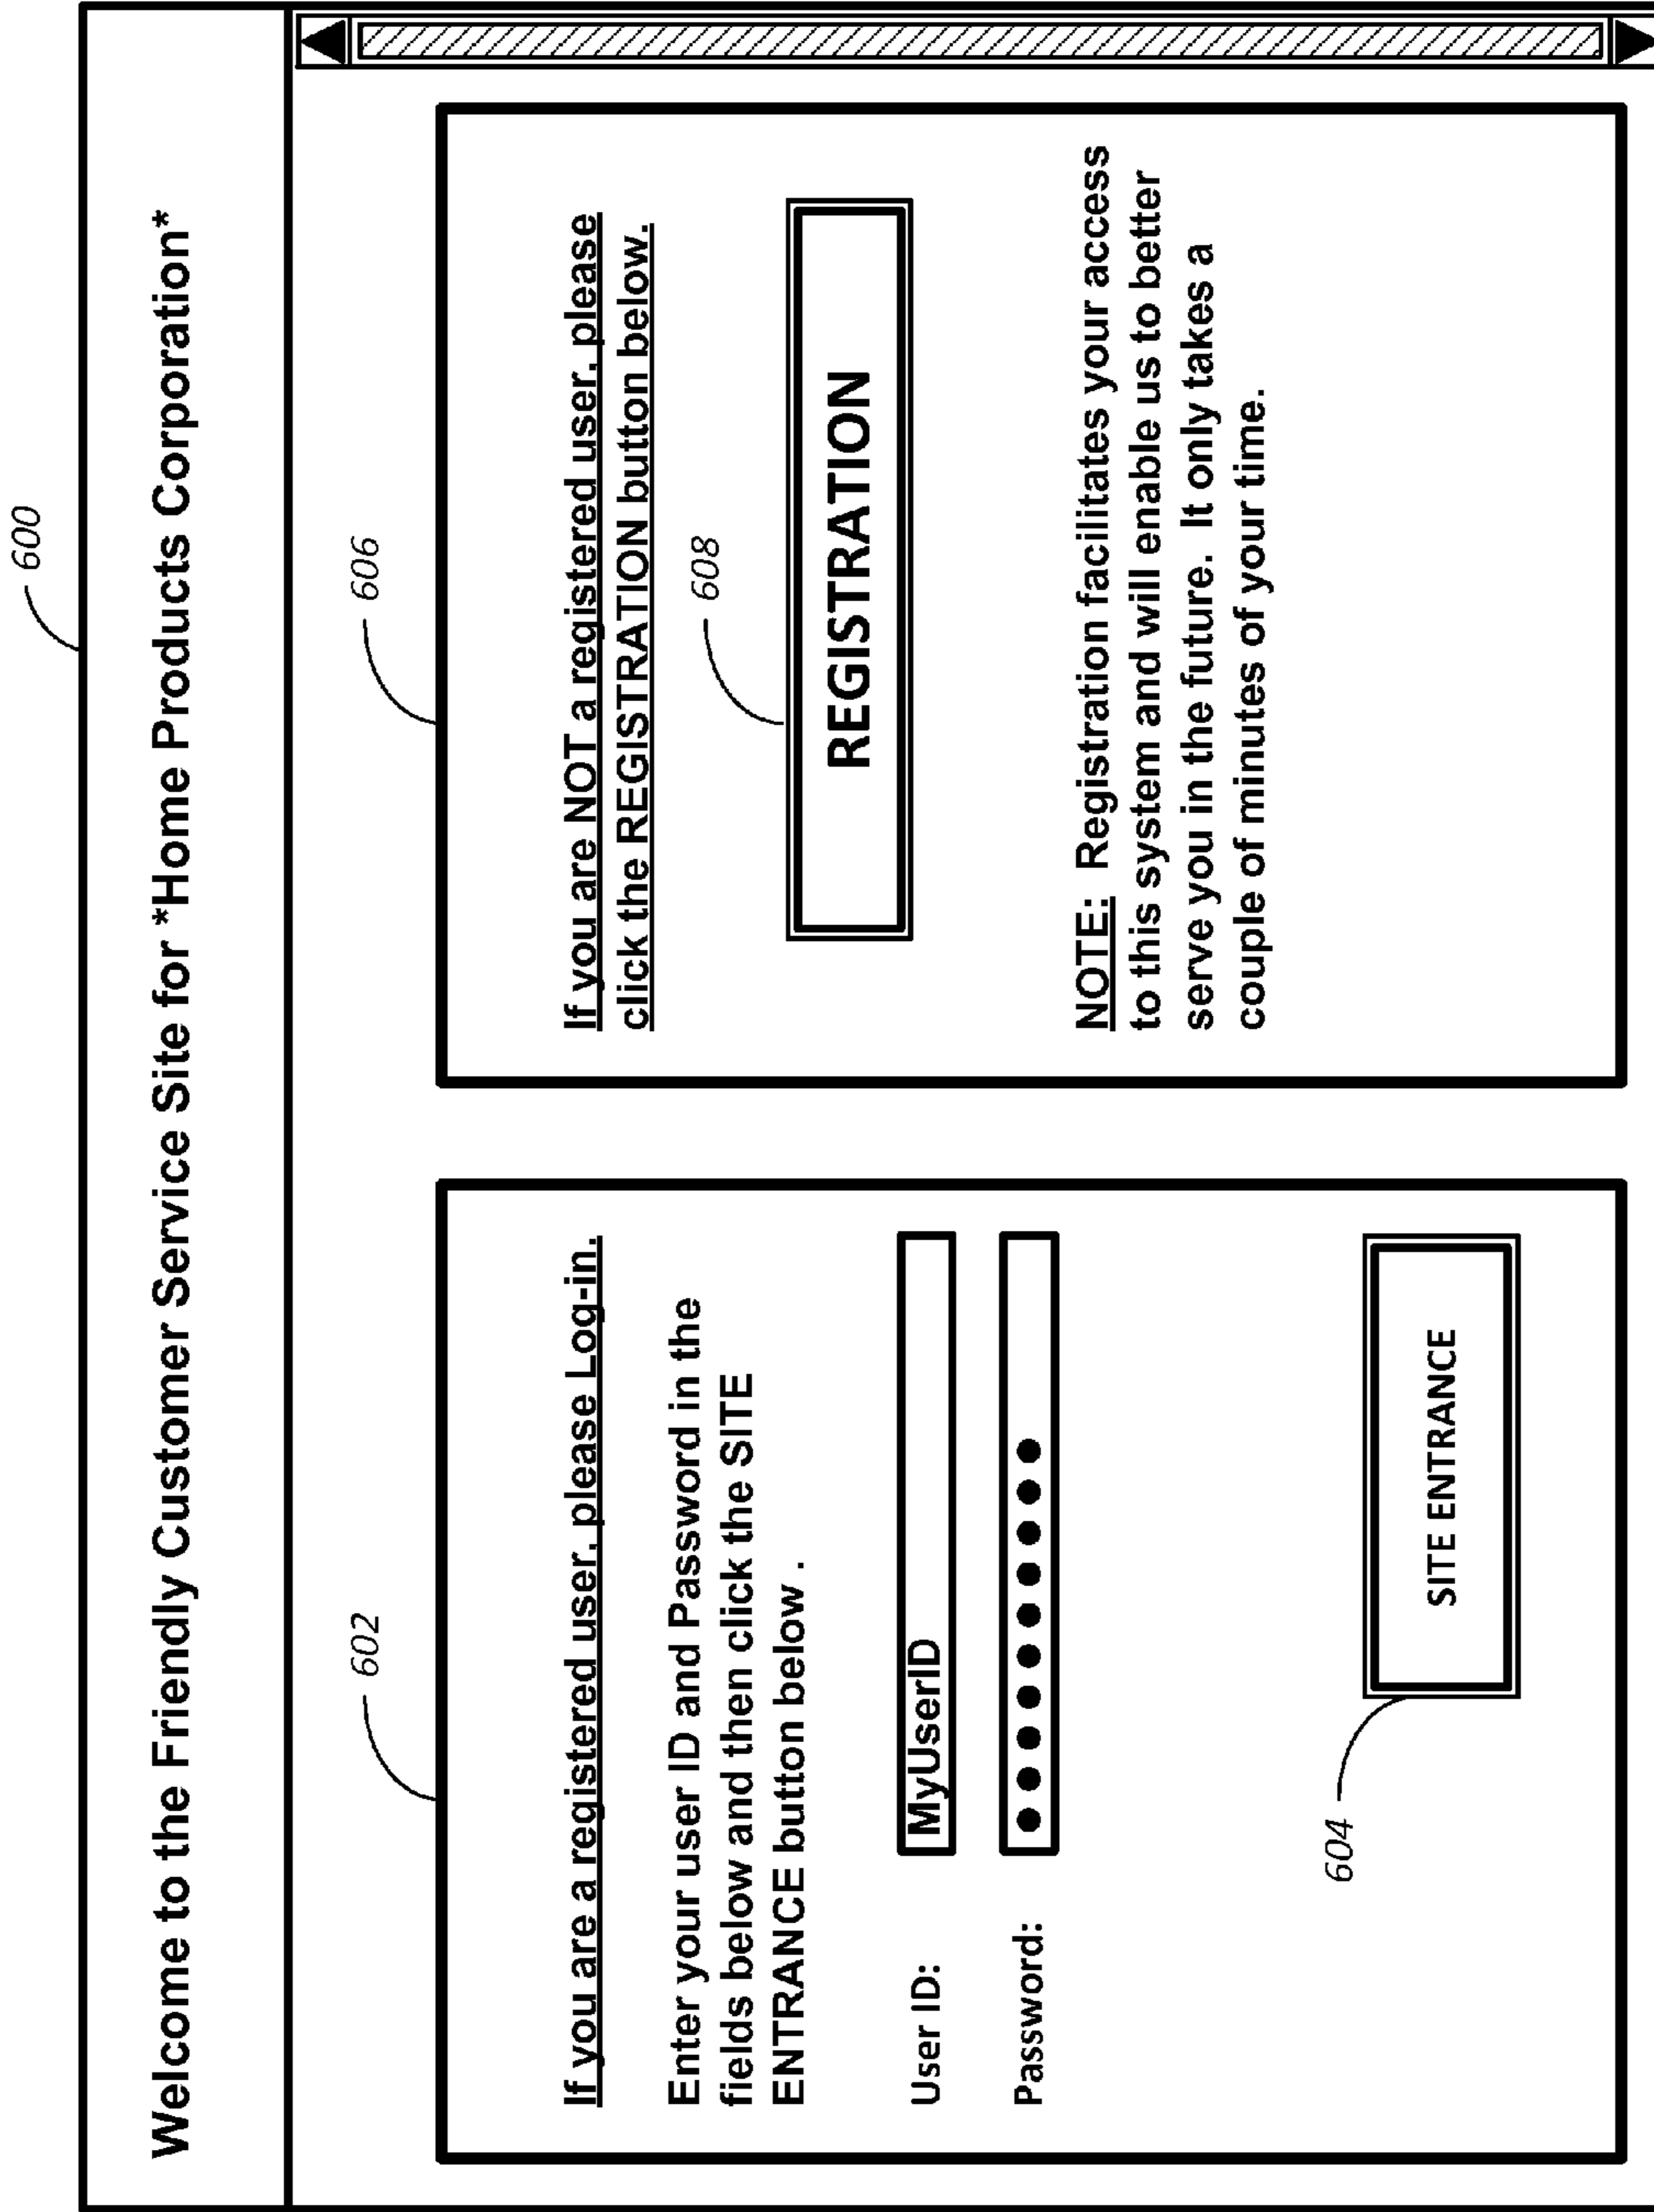 600
Welcome to the Friendly Customer Service Site for *Home Products Corporation*
602
If you are a registered user, please Log-in.
Enter your user ID and Password in the
fields below and then click the SITE
ENTRANCE button below .
User ID: MyUserID
Password: ●●●●●●●●●●
604
SITE ENTRANCE
606
If you are NOT a registered user, please
click the REGISTRATION button below.
608
REGISTRATION
NOTE: Registration facilitates your access
to this system and will enable us to better
serve you in the future. It only takes a
couple of minutes of your time.